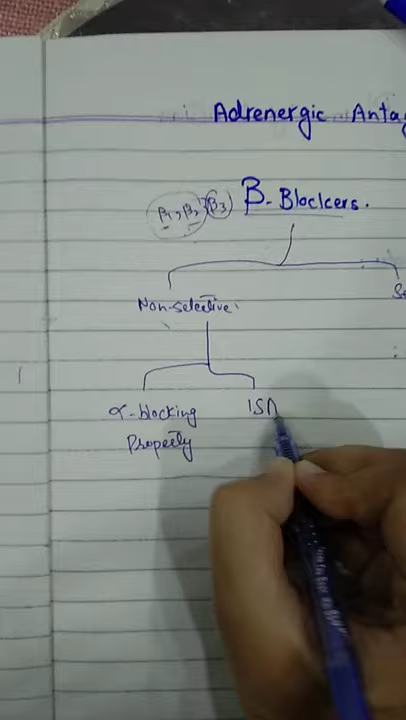 Adrenergic Anta
β1, β2, β3 β-Blockers.
Non-selective.
α-blocking ISA
Property